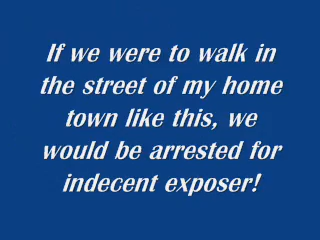 If we were to walk in
the street of my home
town like this, we
would be arrested for
indecent exposer!